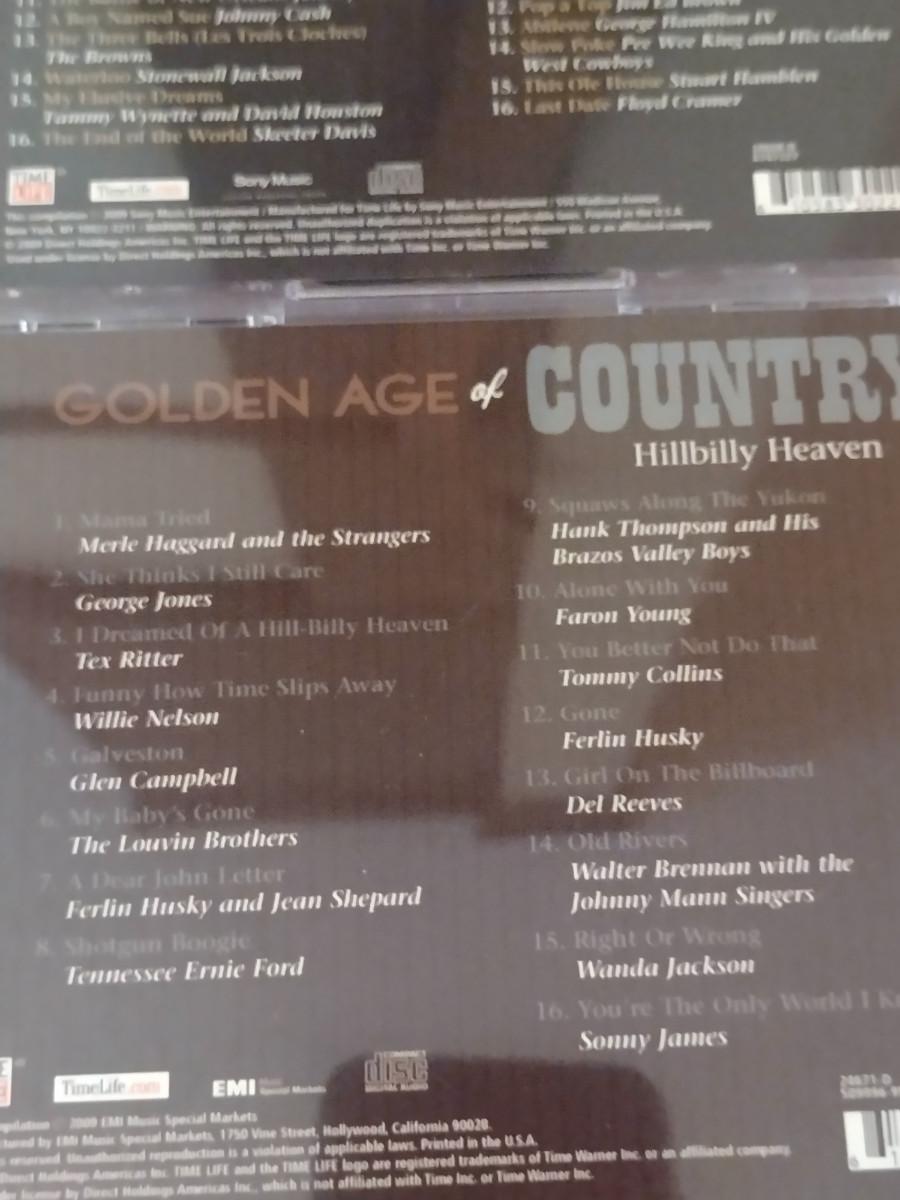 12. A Boy Named Sue Johnny Cash
13. The Three Bells (Les Trois Cloches)
The Browns
14. Waterloo Stonewall Jackson
15. My Elusive Dreams
Tammy Wynette and David Houston
16. The End of the World Skeeter Davis
12. Pop a Top Jim Ed Brown
13. Abilene George Hamilton IV
14. Slow Poke Pee Wee King and His Golden
West Cowboys
15. This Ole House Stuart Hamblen
16. Last Date Floyd Cramer
TIME
LIFE
TimeLife.com
Sony Music
disc
GOLDEN AGE of COUNTRY
Hillbilly Heaven
1. Mama Tried
Merle Haggard and the Strangers
2. She Thinks I Still Care
George Jones
3. I Dreamed Of A Hill-Billy Heaven
Tex Ritter
4. Funny How Time Slips Away
Willie Nelson
5. Galveston
Glen Campbell
6. My Baby's Gone
The Louvin Brothers
7. A Dear John Letter
Ferlin Husky and Jean Shepard
8. Shotgun Boogie
Tennessee Ernie Ford
9. Squaws Along The Yukon
Hank Thompson and His
Brazos Valley Boys
10. Alone With You
Faron Young
11. You Better Not Do That
Tommy Collins
12. Gone
Ferlin Husky
13. Girl On The Billboard
Del Reeves
14. Old Rivers
Walter Brennan with the
Johnny Mann Singers
15. Right Or Wrong
Wanda Jackson
16. You're The Only World I
Sonny James
TimeLife.com
EMI Music Special Markets
COMPACT
disc
DIGITAL AUDIO
24671-D
2009 EMI Music Special Markets
by EMI Music Special Markets, 1750 Vine Street, Hollywood, California 90028.
reserved. Unauthorized reproduction is a violation of applicable laws. Printed in the U.S.A.
Direct Holdings Americas Inc. TIME LIFE and the TIME LIFE logo are registered trademarks of Time Warner Inc. or an affiliated company.
license by Direct Holdings Americas Inc., which is not affiliated with Time Inc. or Time Warner Inc.